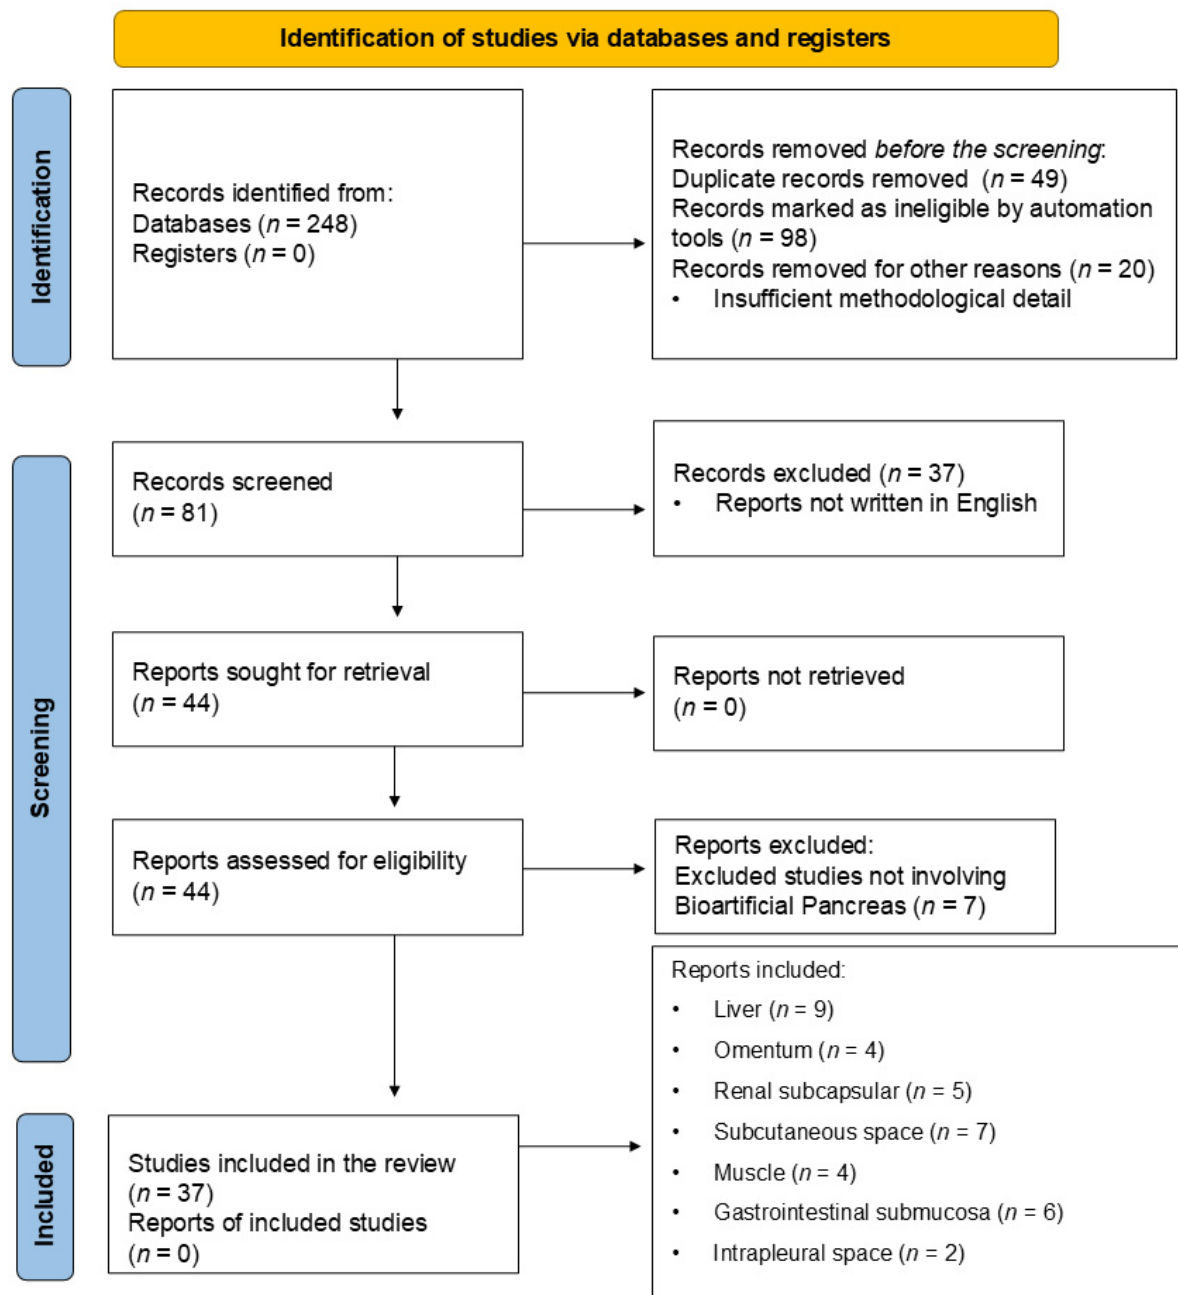 Identification of studies via databases and registers
Identification
Records identified from:
Databases (n = 248)
Registers (n = 0)
Records removed before the screening:
Duplicate records removed (n = 49)
Records marked as ineligible by automation
tools (n = 98)
Records removed for other reasons (n = 20)
• Insufficient methodological detail
Screening
Records screened
(n = 81)
Records excluded (n = 37)
• Reports not written in English
Reports sought for retrieval
(n = 44)
Reports not retrieved
(n = 0)
Reports assessed for eligibility
(n = 44)
Reports excluded:
Excluded studies not involving
Bioartificial Pancreas (n = 7)
Included
Studies included in the review
(n = 37)
Reports of included studies
(n = 0)
Reports included:
• Liver (n = 9)
• Omentum (n = 4)
• Renal subcapsular (n = 5)
• Subcutaneous space (n = 7)
• Muscle (n = 4)
• Gastrointestinal submucosa (n = 6)
• Intrapleural space (n = 2)